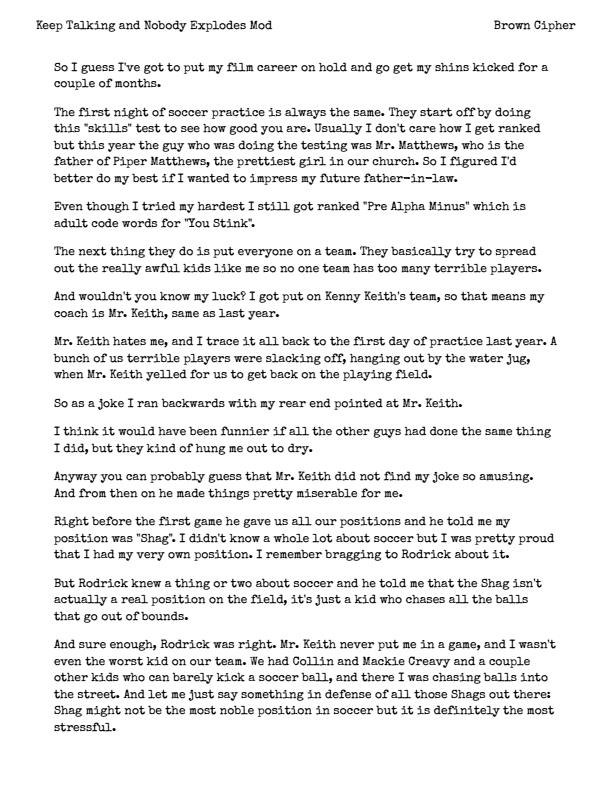 Keep Talking and Nobody Explodes Mod
Brown Cipher
So I guess I've got to put my film career on hold and go get my shins kicked for a
couple of months.
The first night of soccer practice is always the same. They start off by doing
this "skills" test to see how good you are. Usually I don't care how I get ranked
but this year the guy who was doing the testing was Mr. Matthews, who is the
father of Piper Matthews, the prettiest girl in our church. So I figured I'd
better do my best if I wanted to impress my future father-in-law.
Even though I tried my hardest I still got ranked "Pre Alpha Minus" which is
adult code words for "You Stink".
The next thing they do is put everyone on a team. They basically try to spread
out the really awful kids like me so no one team has too many terrible players.
And wouldn't you know my luck? I got put on Kenny Keith's team, so that means my
coach is Mr. Keith, same as last year.
Mr. Keith hates me, and I trace it all back to the first day of practice last year. A
bunch of us terrible players were slacking off, hanging out by the water jug,
when Mr. Keith yelled for us to get back on the playing field.
So as a joke I ran backwards with my rear end pointed at Mr. Keith.
I think it would have been funnier if all the other guys had done the same thing
I did, but they kind of hung me out to dry.
Anyway you can probably guess that Mr. Keith did not find my joke so amusing.
And from then on he made things pretty miserable for me.
Right before the first game he gave us all our positions and he told me my
position was "Shag". I didn't know a whole lot about soccer but I was pretty proud
that I had my very own position. I remember bragging to Rodrick about it.
But Rodrick knew a thing or two about soccer and he told me that the Shag isn't
actually a real position on the field, it's just a kid who chases all the balls
that go out of bounds.
And sure enough, Rodrick was right. Mr. Keith never put me in a game, and I wasn't
even the worst kid on our team. We had Collin and Mackie Creavy and a couple
other kids who can barely kick a soccer ball, and there I was chasing balls into
the street. And let me just say something in defense of all those Shags out there:
Shag might not be the most noble position in soccer but it is definitely the most
stressful.